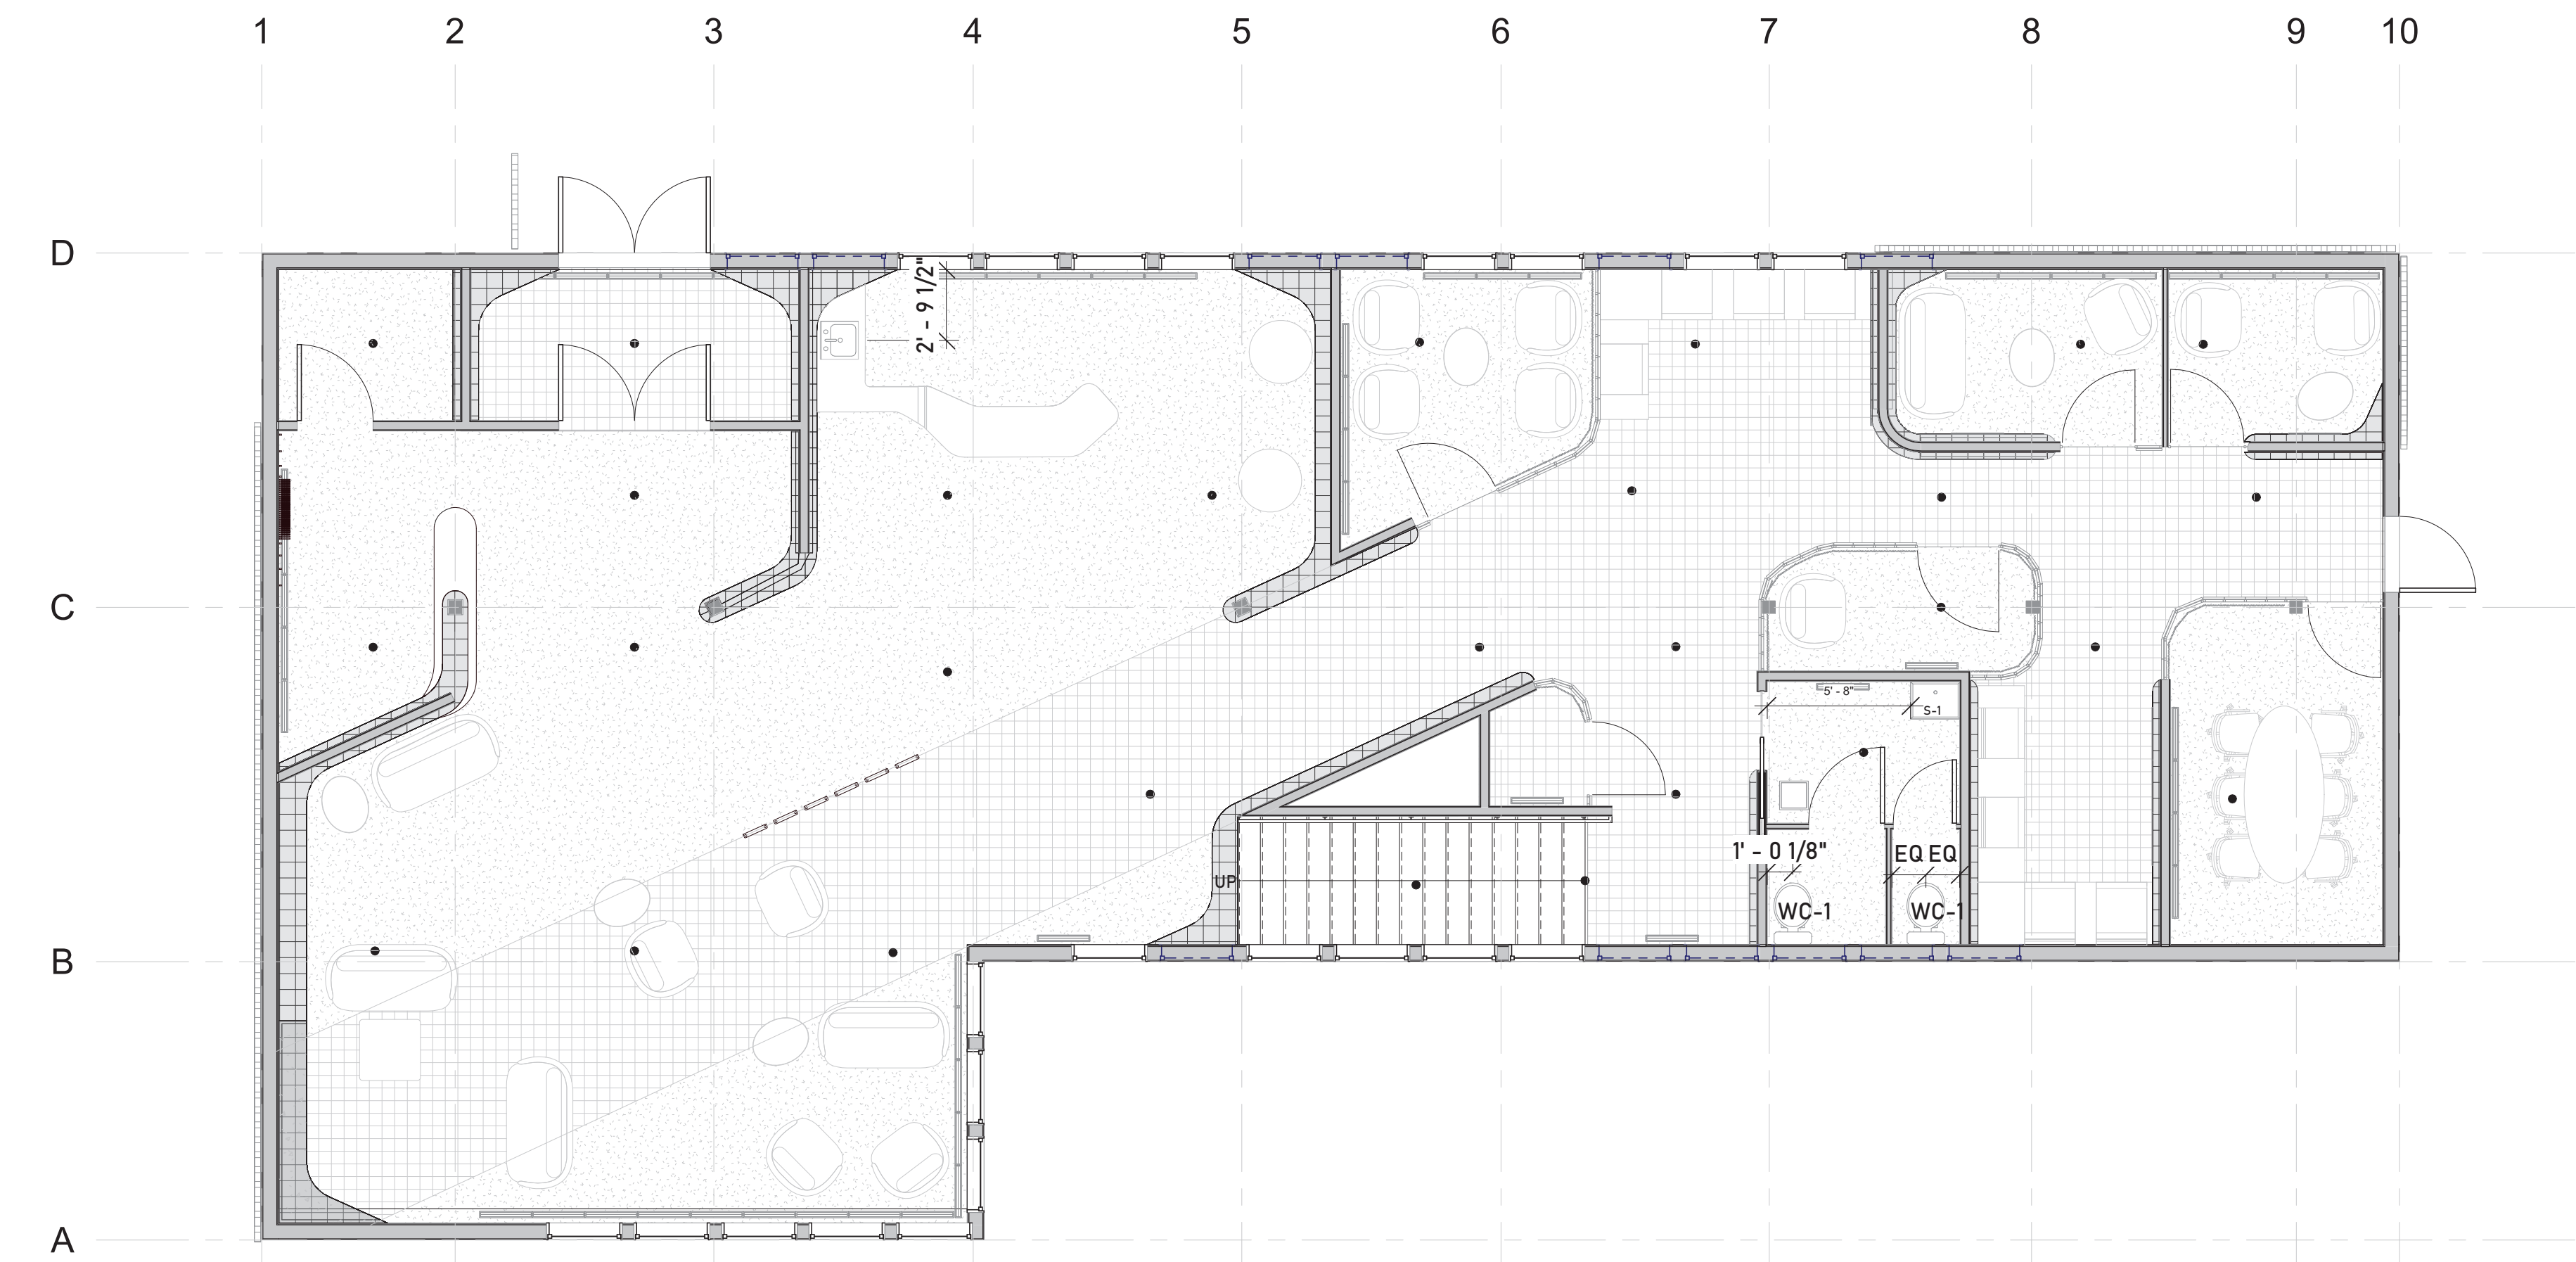 1 2 3 4 5 6 7 8 9 10
D
2' - 9 1/2"
C
5' - 8"
S-1
1' - 0 1/8"
EQ EQ
UP
WC-1 WC-1
B
A